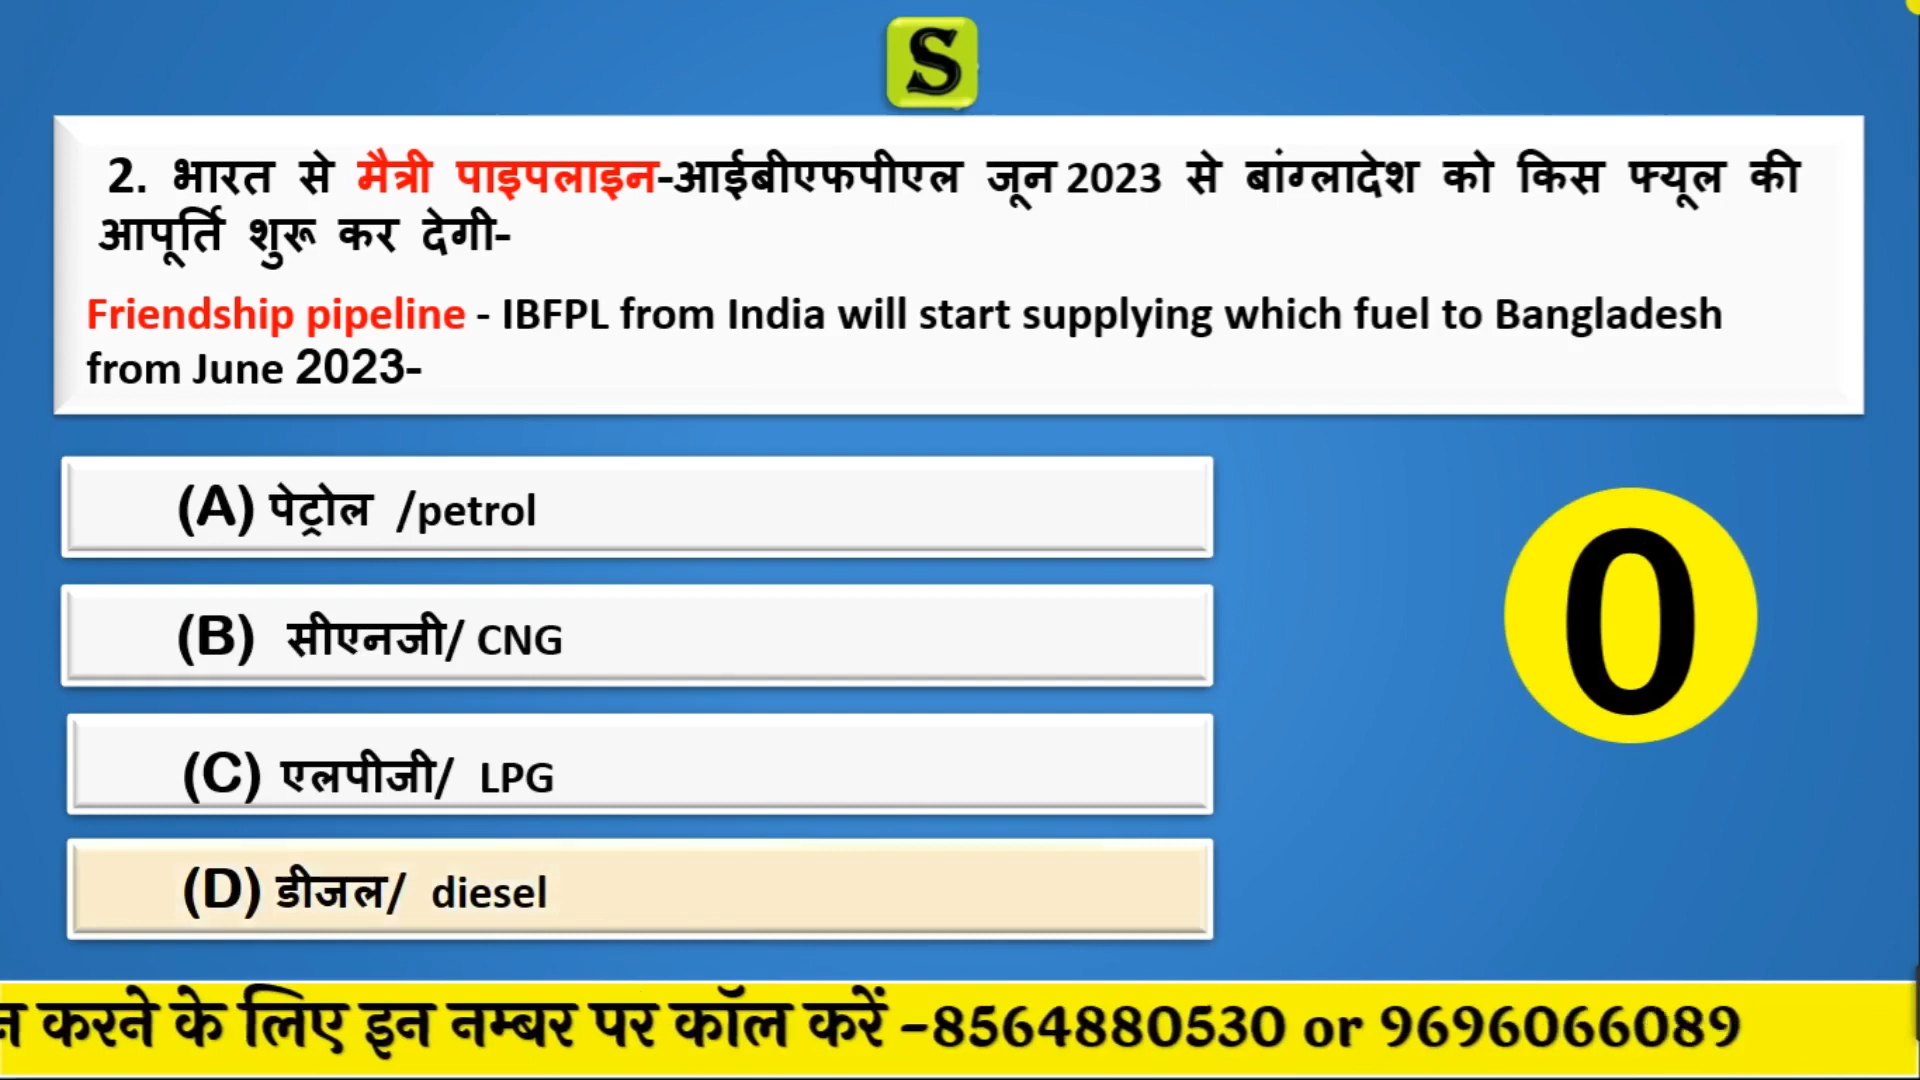 S
2. भारत से मैत्री पाइपलाइन-आईबीएफपीएल जून 2023 से बांग्लादेश को किस फ्यूल की
आपूर्ति शुरू कर देगी-
Friendship pipeline - IBFPL from India will start supplying which fuel to Bangladesh
from June 2023-
(A) पेट्रोल /petrol
(B) सीएनजी/ CNG
0
(C) एलपीजी/ LPG
(D) डीजल/ diesel
करने के लिए इन नम्बर पर कॉल करें –8564880530 or 9696066089